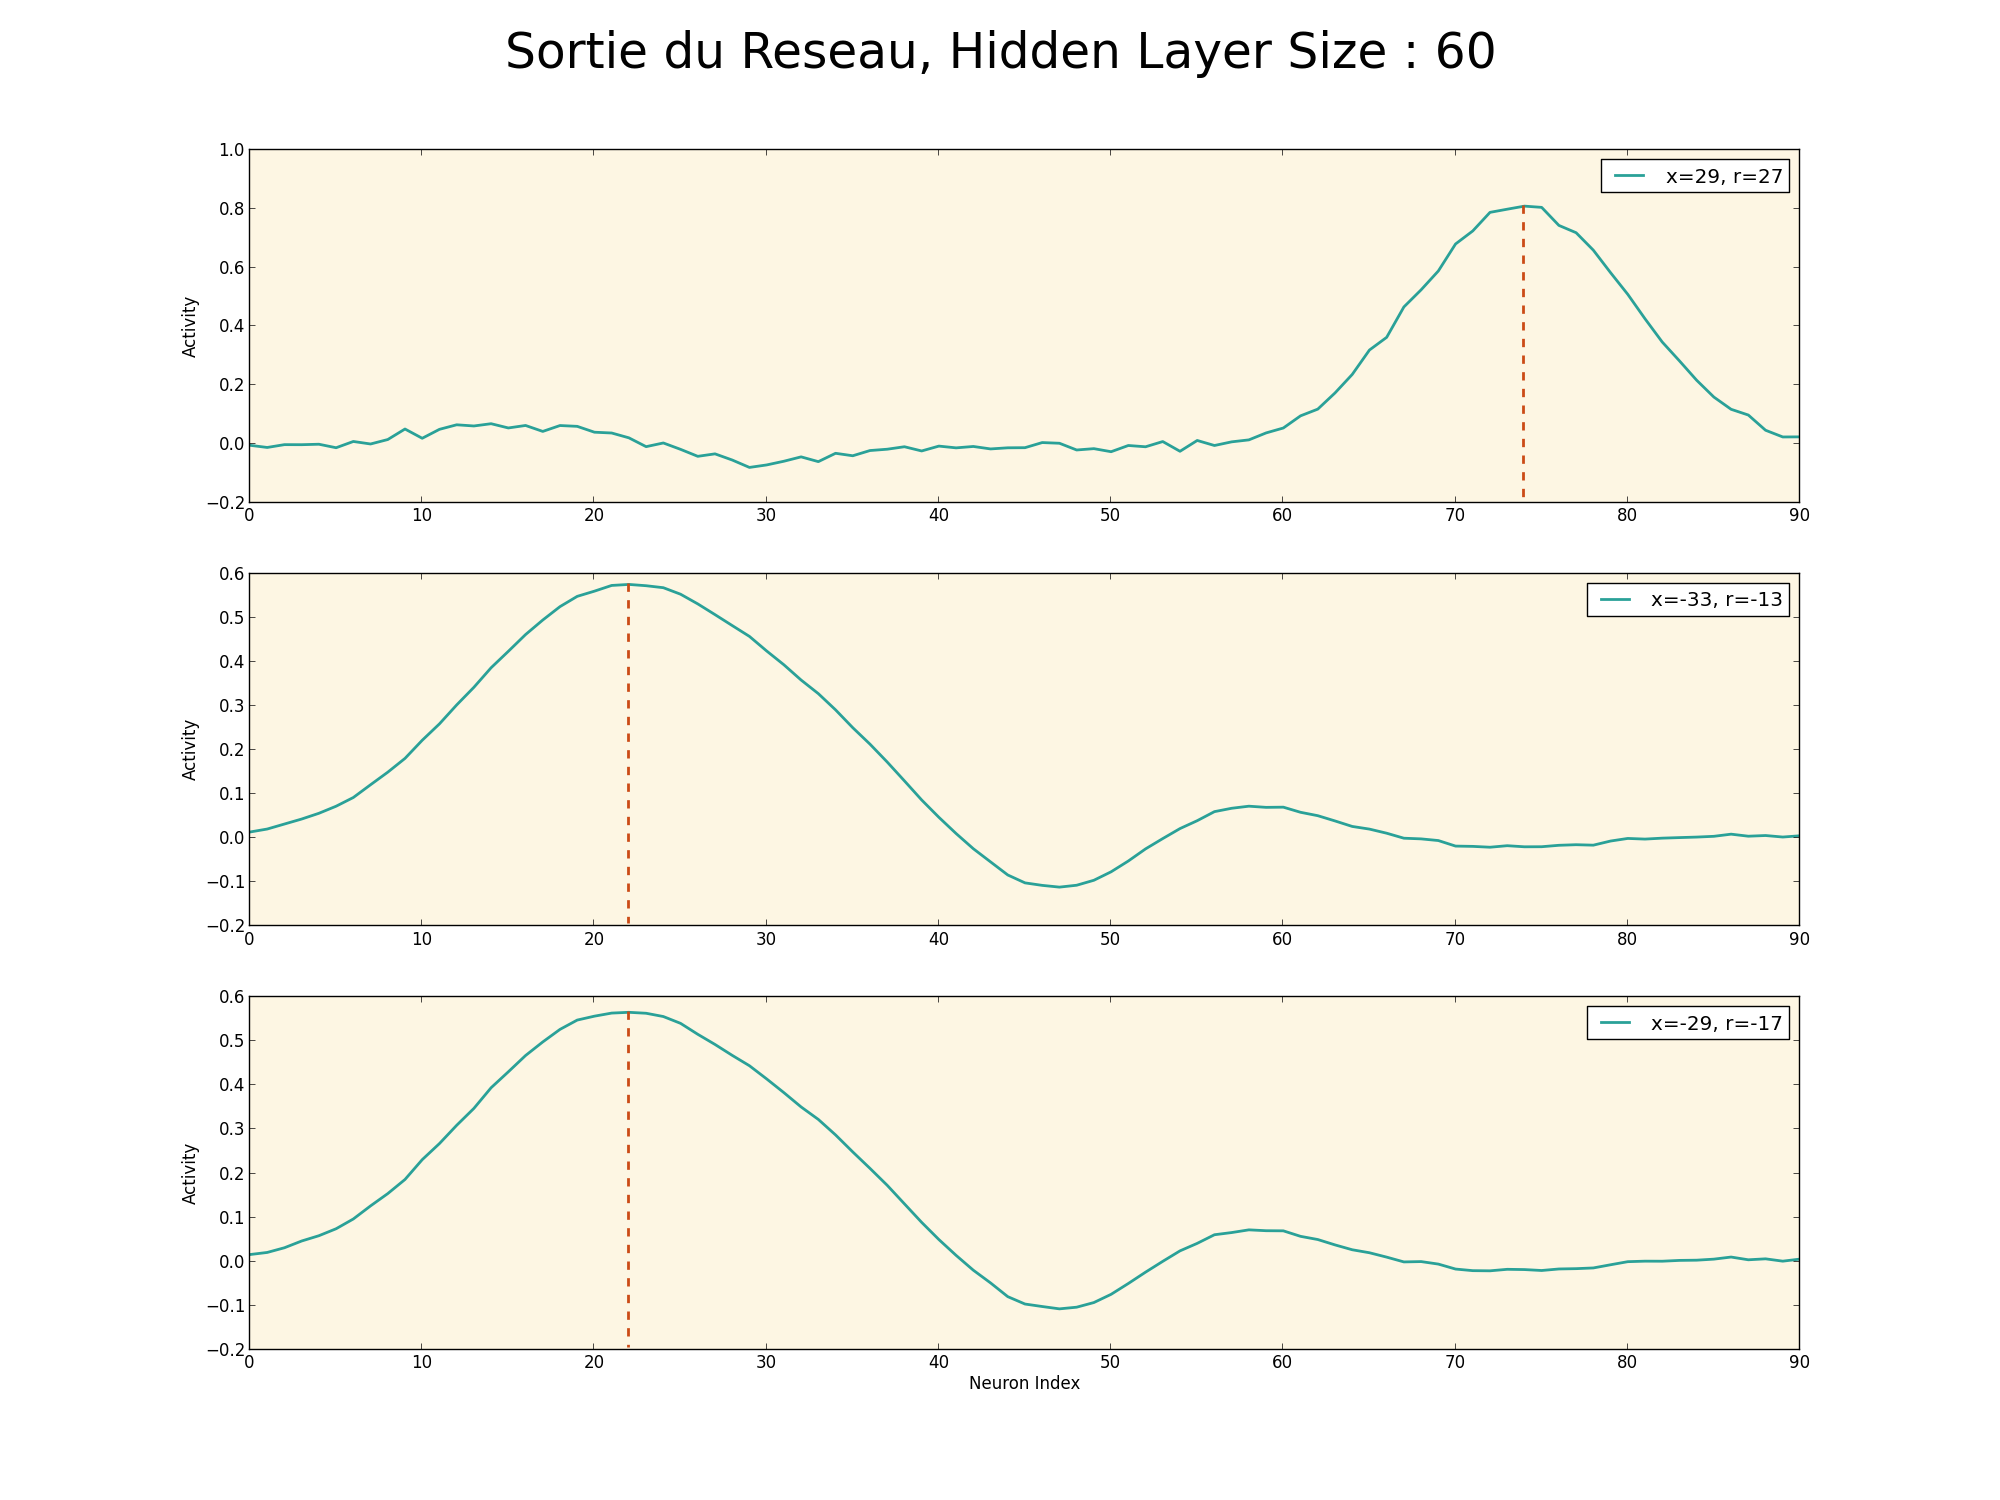 Sortie du Reseau, Hidden Layer Size : 60
1.0
0.8
0.6
0.4
0.2
0.0
−0.2
Activity
x=29, r=27
0 10 20 30 40 50 60 70 80 90
0.6
0.5
0.4
0.3
0.2
0.1
0.0
−0.1
−0.2
Activity
x=-33, r=-13
0 10 20 30 40 50 60 70 80 90
0.6
0.5
0.4
0.3
0.2
0.1
0.0
−0.1
−0.2
Activity
x=-29, r=-17
0 10 20 30 40 50 60 70 80 90
Neuron Index